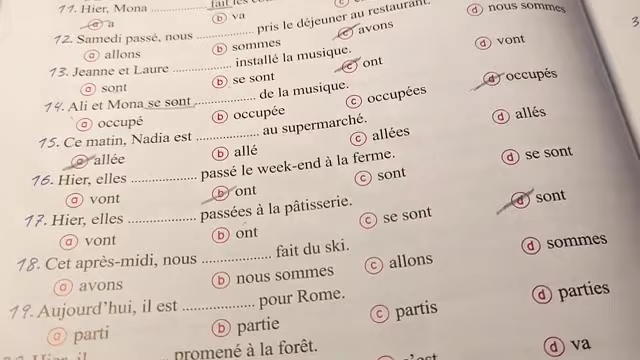 11. Hier, Mona .................. fait les
ⓐ a ⓑ va ⓒ ⓓ nous sommes
12. Samedi passé, nous .................. pris le déjeuner au restaurant.
ⓐ allons ⓑ sommes ⓒ avons ⓓ vont
13. Jeanne et Laure .................. installé la musique.
ⓐ sont ⓑ se sont ⓒ ont ⓓ occupés
14. Ali et Mona se sont .................. de la musique.
ⓐ occupé ⓑ occupée ⓒ occupées ⓓ allés
15. Ce matin, Nadia est .................. au supermarché.
ⓐ allée ⓑ allé ⓒ allées ⓓ se sont
16. Hier, elles .................. passé le week-end à la ferme.
ⓐ vont ⓑ ont ⓒ sont ⓓ sont
17. Hier, elles .................. passées à la pâtisserie.
ⓐ vont ⓑ ont ⓒ se sont ⓓ sommes
18. Cet après-midi, nous .................. fait du ski.
ⓐ avons ⓑ nous sommes ⓒ allons ⓓ parties
19. Aujourd'hui, il est .................. pour Rome.
ⓐ parti ⓑ partie ⓒ partis ⓓ va
.................. promené à la forêt.
3